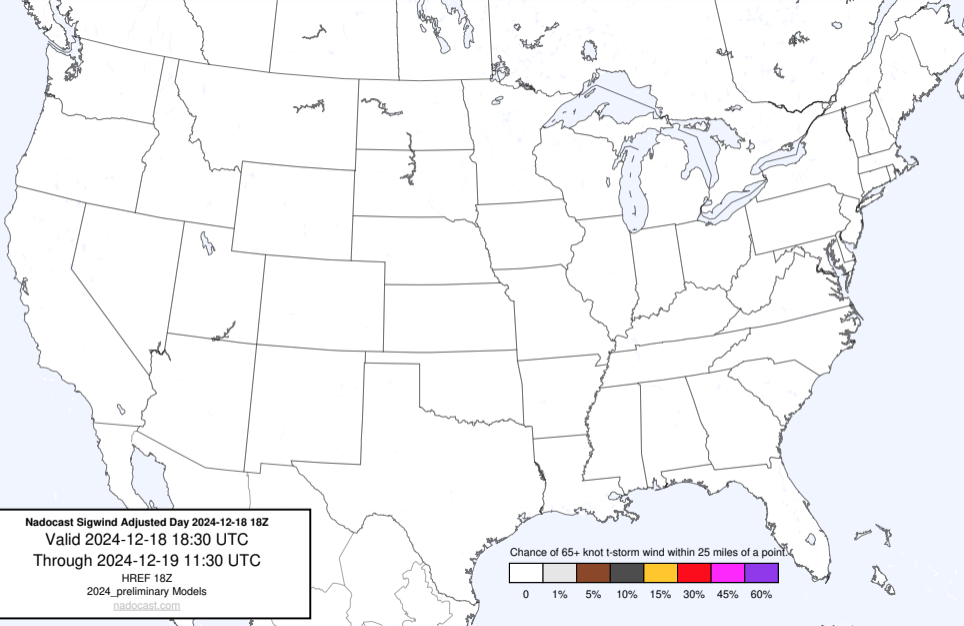 Nadocast Sigwind Adjusted Day 2024-12-18 18Z
Valid 2024-12-18 18:30 UTC
Through 2024-12-19 11:30 UTC
HREF 18Z
2024_preliminary Models
nadocast.com
Chance of 65+ knot t-storm wind within 25 miles of a point.
0 1% 5% 10% 15% 30% 45% 60%